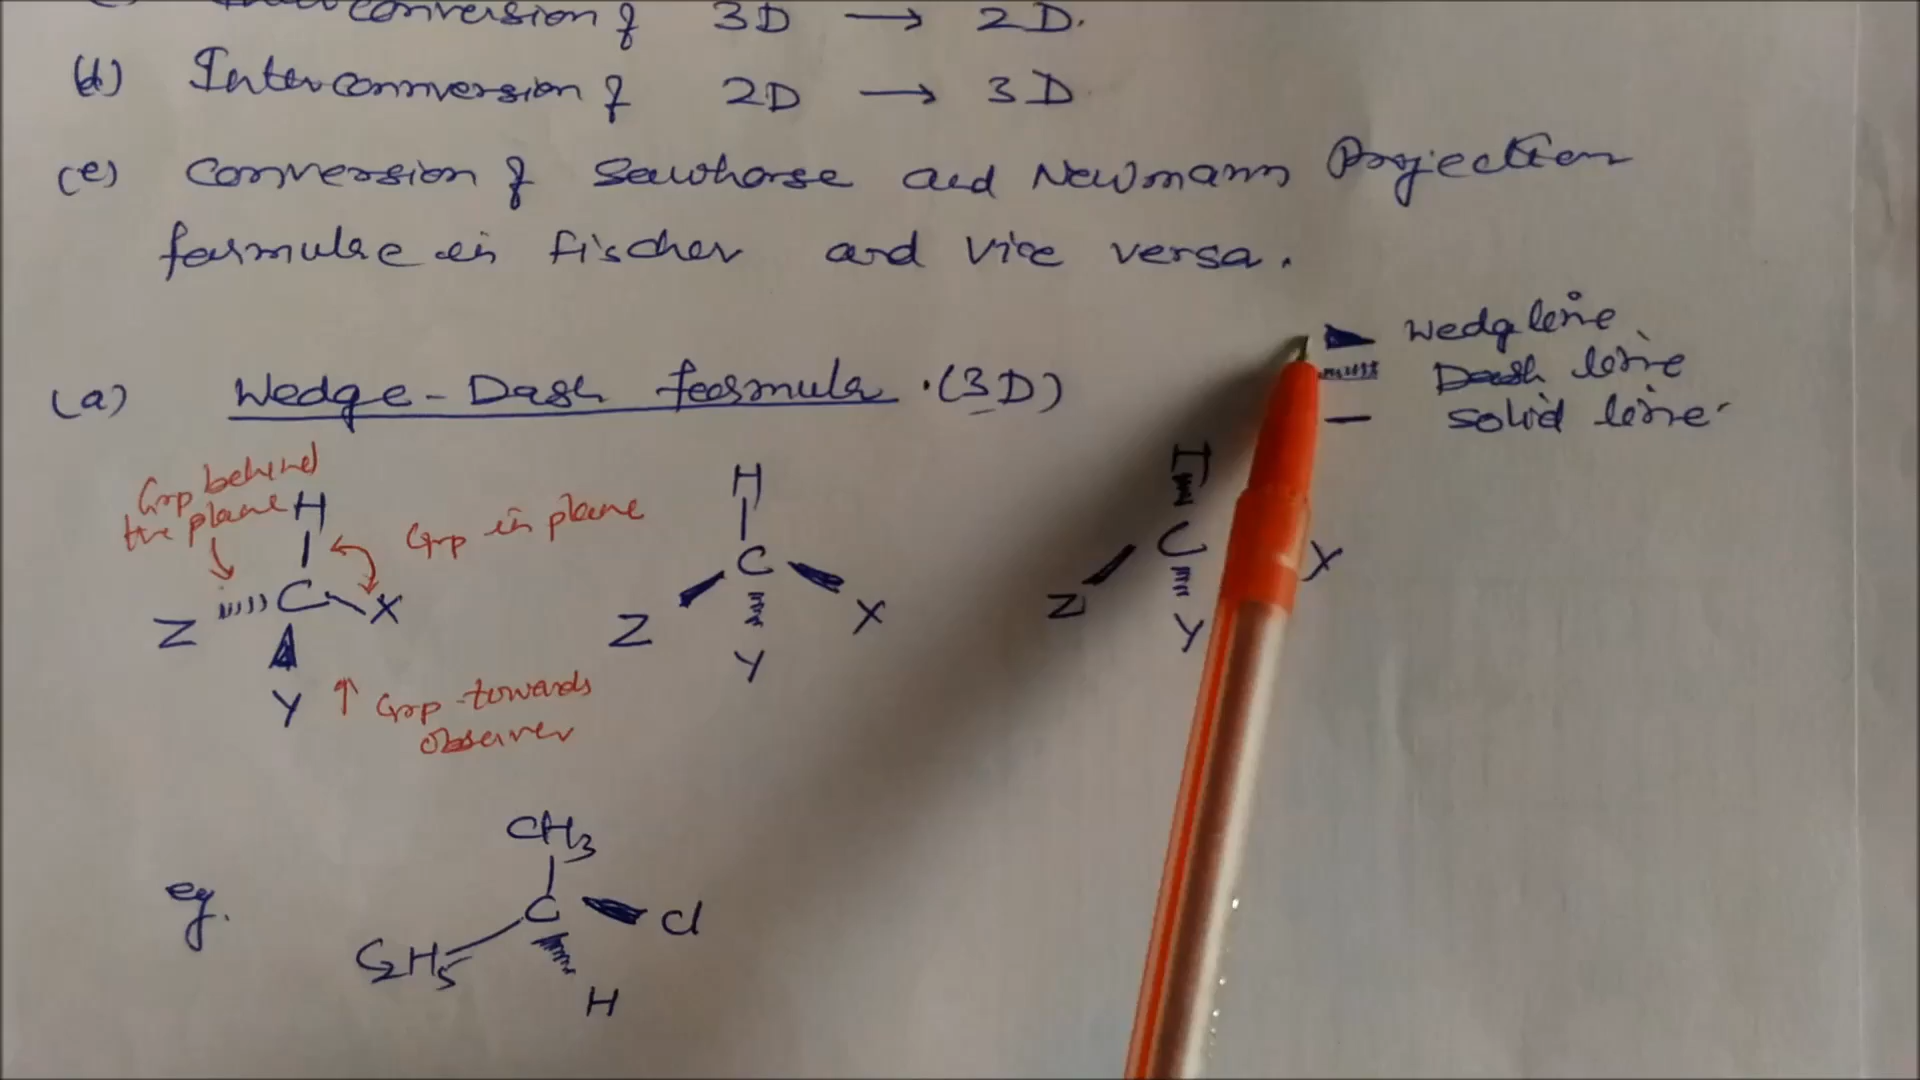 conversion of 3D → 2D.
(d) Interconversion of 2D → 3D
(e) Conversion of Sawhorse and Newmann Projection
formulae in fischer and vice versa.
Wedg line
Dash line
solid line
(a) Wedge-Dash formula. (3D)
Grp behind
the plane
H
Grp in plane
Z C X
Y
↑ Grp towards
observer
H
C
Z X
Y
C
Z X
Y
eg.
CH3
C Cl
C2H5
H